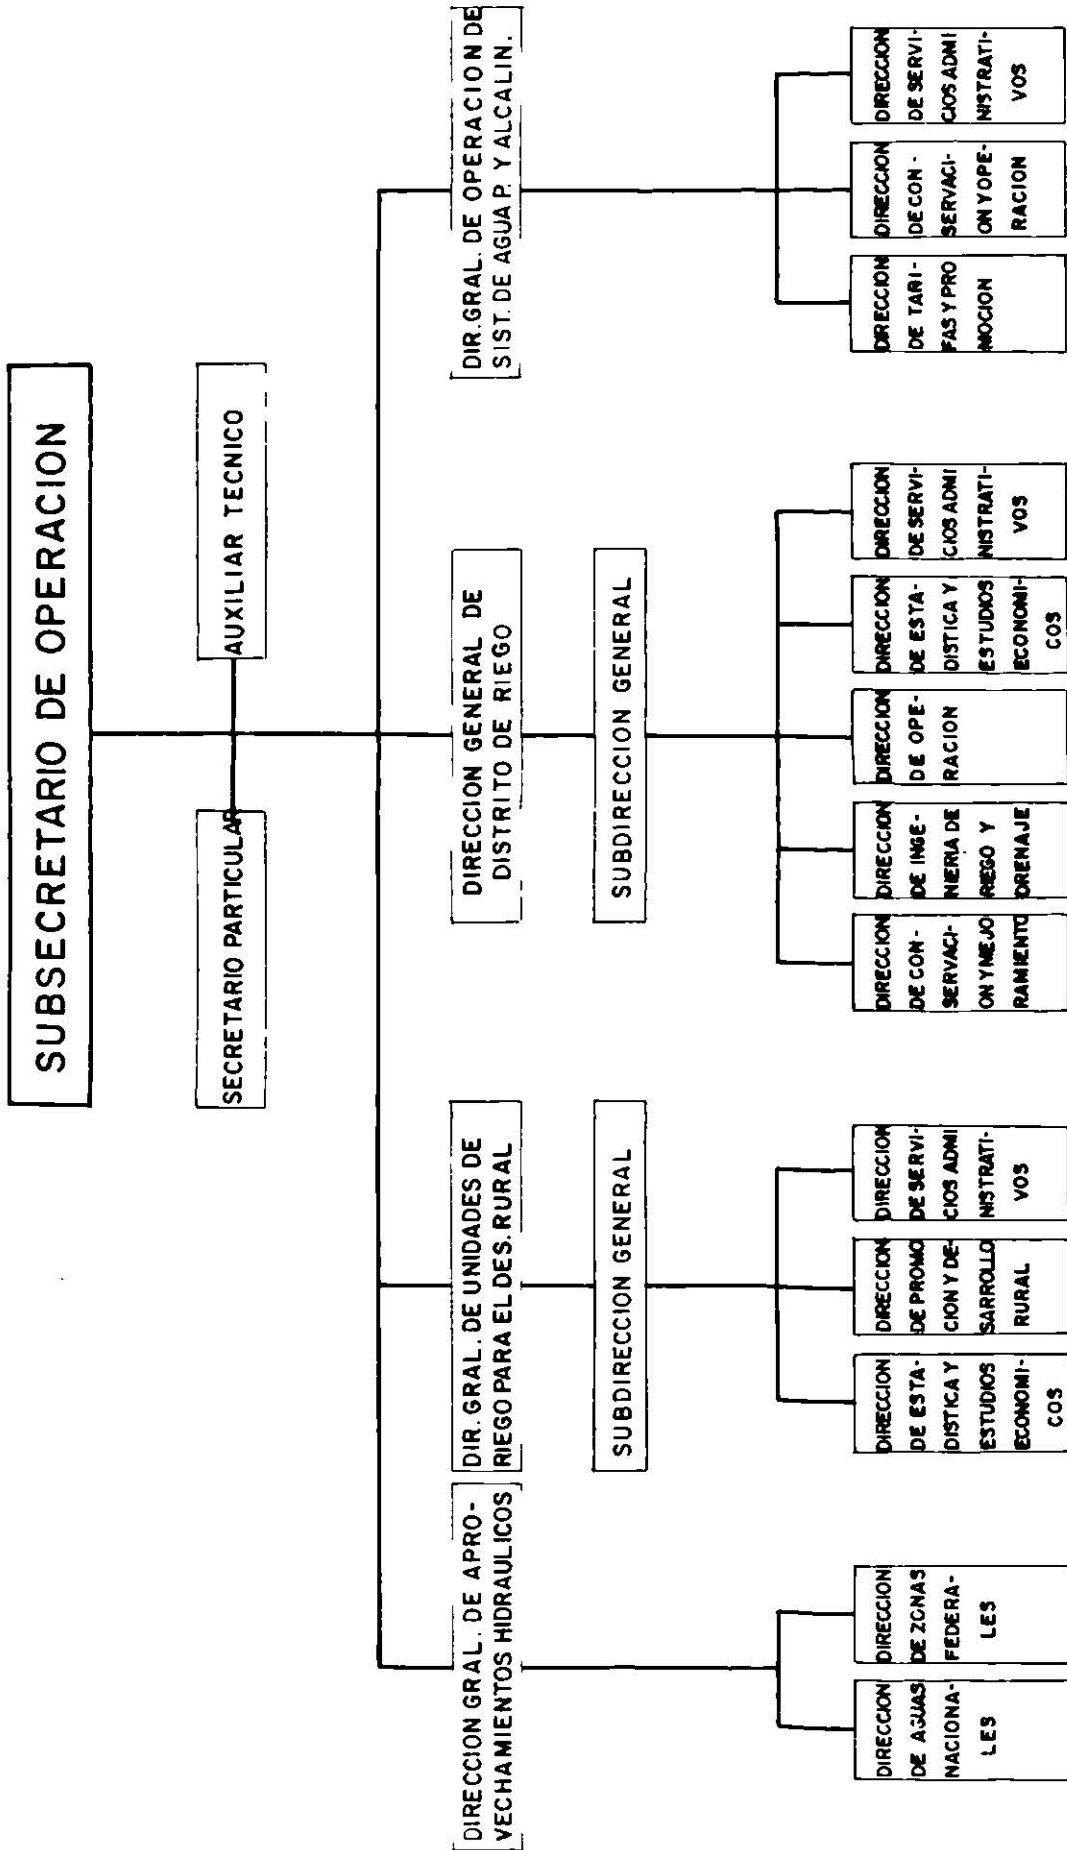 SUBSECRETARIO DE OPERACION
SECRETARIO PARTICULAR
AUXILIAR TECNICO
DIRECCION GRAL. DE APRO-
VECHAMIENTOS HIDRAULICOS
DIR. GRAL. DE UNIDADES DE
RIEGO PARA EL DES. RURAL
DIRECCION GENERAL DE
DISTRITO DE RIEGO
DIR. GRAL. DE OPERACION DE
SIST. DE AGUA P. Y ALCALIN.
SUBDIRECCION GENERAL
SUBDIRECCION GENERAL
DIRECCION
DE AGUAS
NACIONA-
LES
DIRECCION
DE ZONAS
FEDERA-
LES
DIRECCION
DE ESTA-
DISTICA Y
ESTUDIOS
ECONOMI-
COS
DIRECCION
DE PROMO
CION Y DE-
SARROLLO
RURAL
DIRECCION
DE SERVI-
CIOS ADMI
NISTRATI-
VOS
DIRECCION
DE CON-
SERVACI-
ON Y MEJO
RAMIENTO
DIRECCION
DE INGE-
NIERIA DE
RIEGO Y
DRENAJE
DIRECCION
DE OPE-
RACION
DIRECCION
DE ESTA-
DISTICA Y
ESTUDIOS
ECONOMI-
COS
DIRECCION
DE SERVI-
CIOS ADMI
NISTRATI-
VOS
DIRECCION
DE TARI-
FAS Y PRO
MOCION
DIRECCION
DE CON-
SERVACI-
ON Y OPE-
RACION
DIRECCION
DE SERVI-
CIOS ADMI
NISTRATI-
VOS